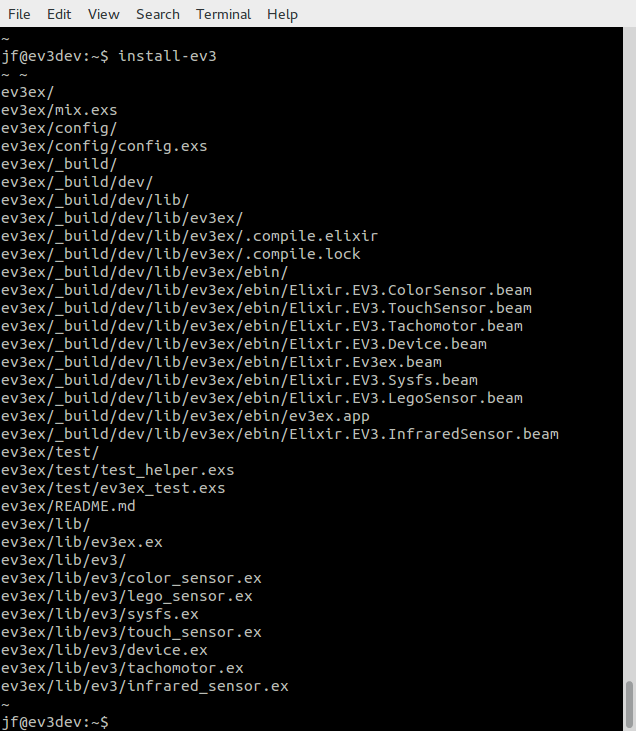 File Edit View Search Terminal Help
~
jf@ev3dev:~$ install-ev3
~ ~
ev3ex/
ev3ex/mix.exs
ev3ex/config/
ev3ex/config/config.exs
ev3ex/_build/
ev3ex/_build/dev/
ev3ex/_build/dev/lib/
ev3ex/_build/dev/lib/ev3ex/
ev3ex/_build/dev/lib/ev3ex/.compile.elixir
ev3ex/_build/dev/lib/ev3ex/.compile.lock
ev3ex/_build/dev/lib/ev3ex/ebin/
ev3ex/_build/dev/lib/ev3ex/ebin/Elixir.EV3.ColorSensor.beam
ev3ex/_build/dev/lib/ev3ex/ebin/Elixir.EV3.TouchSensor.beam
ev3ex/_build/dev/lib/ev3ex/ebin/Elixir.EV3.Tachomotor.beam
ev3ex/_build/dev/lib/ev3ex/ebin/Elixir.EV3.Device.beam
ev3ex/_build/dev/lib/ev3ex/ebin/Elixir.Ev3ex.beam
ev3ex/_build/dev/lib/ev3ex/ebin/Elixir.EV3.Sysfs.beam
ev3ex/_build/dev/lib/ev3ex/ebin/Elixir.EV3.LegoSensor.beam
ev3ex/_build/dev/lib/ev3ex/ebin/ev3ex.app
ev3ex/_build/dev/lib/ev3ex/ebin/Elixir.EV3.InfraredSensor.beam
ev3ex/test/
ev3ex/test/test_helper.exs
ev3ex/test/ev3ex_test.exs
ev3ex/README.md
ev3ex/lib/
ev3ex/lib/ev3ex.ex
ev3ex/lib/ev3/
ev3ex/lib/ev3/color_sensor.ex
ev3ex/lib/ev3/lego_sensor.ex
ev3ex/lib/ev3/sysfs.ex
ev3ex/lib/ev3/touch_sensor.ex
ev3ex/lib/ev3/device.ex
ev3ex/lib/ev3/tachomotor.ex
ev3ex/lib/ev3/infrared_sensor.ex
~
jf@ev3dev:~$